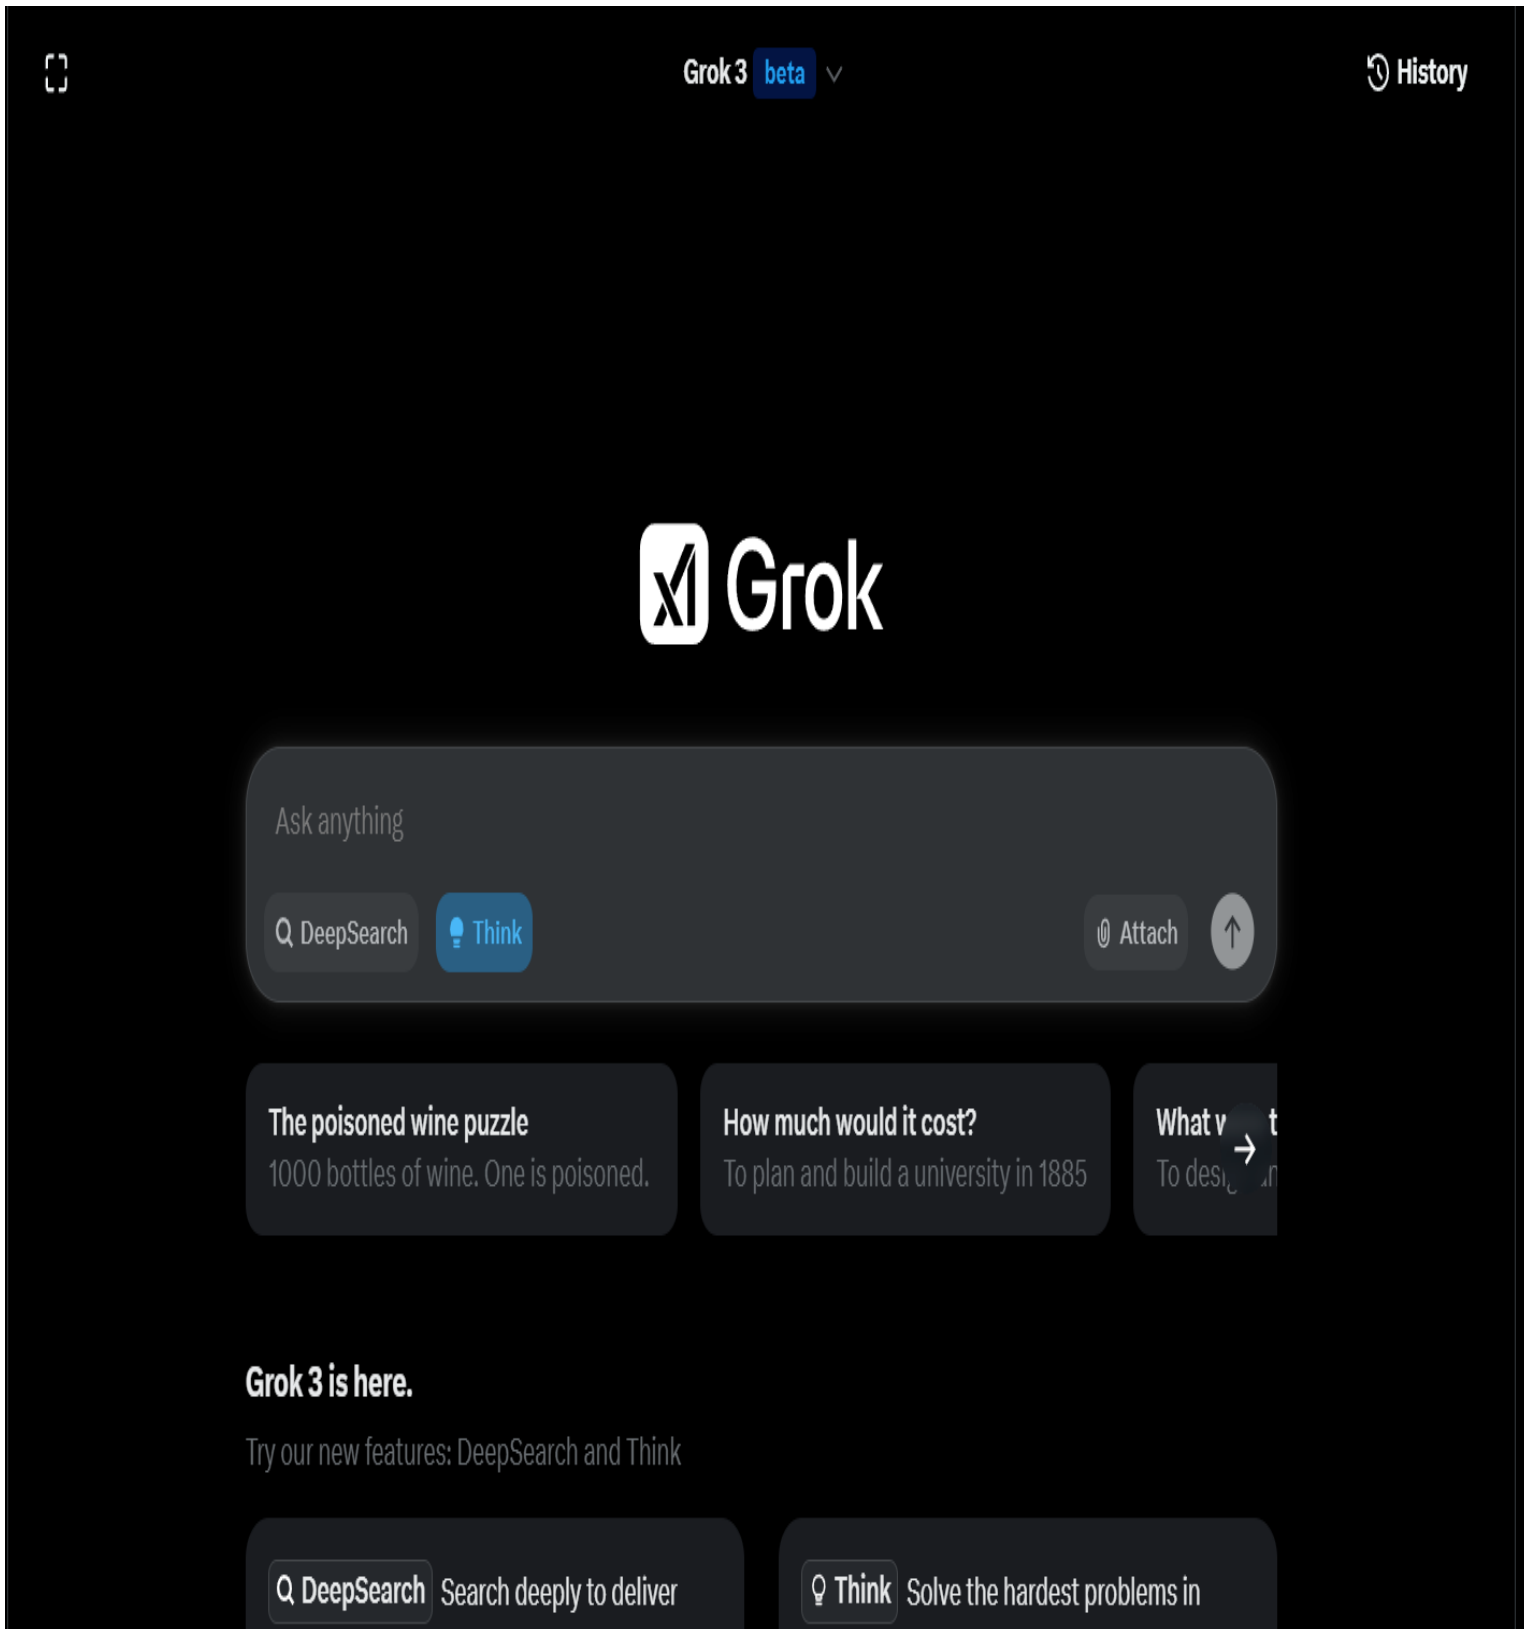 Grok 3 beta
History
Grok
Ask anything
DeepSearch
Think
Attach
The poisoned wine puzzle
1000 bottles of wine. One is poisoned.
How much would it cost?
To plan and build a university in 1885
What
To
Grok 3 is here.
Try our new features: DeepSearch and Think
DeepSearch Search deeply to deliver
Think Solve the hardest problems in